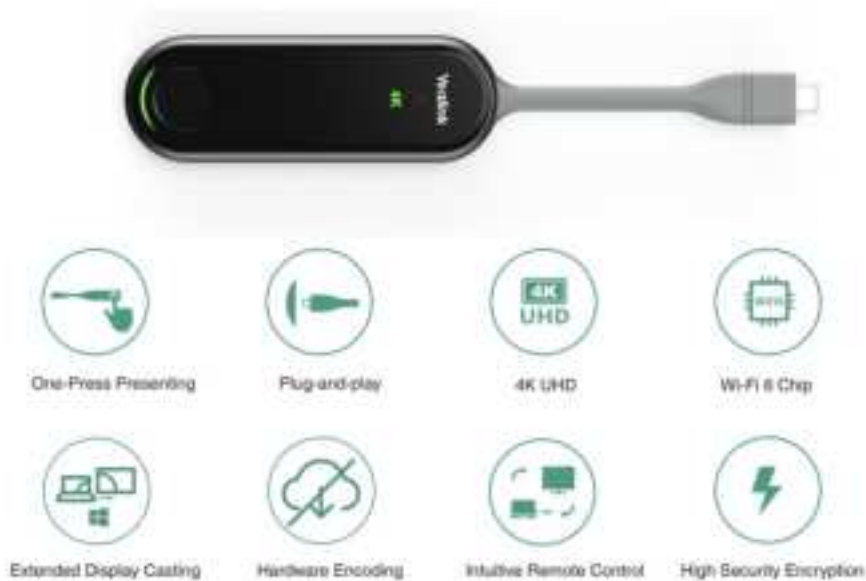 Yealink
4K
One-Press Presenting
Plug-and-play
4K UHD
4K UHD
Wi-Fi 6 Chip
Extended Display Casting
Hardware Encoding
Intuitive Remote Control
High Security Encryption